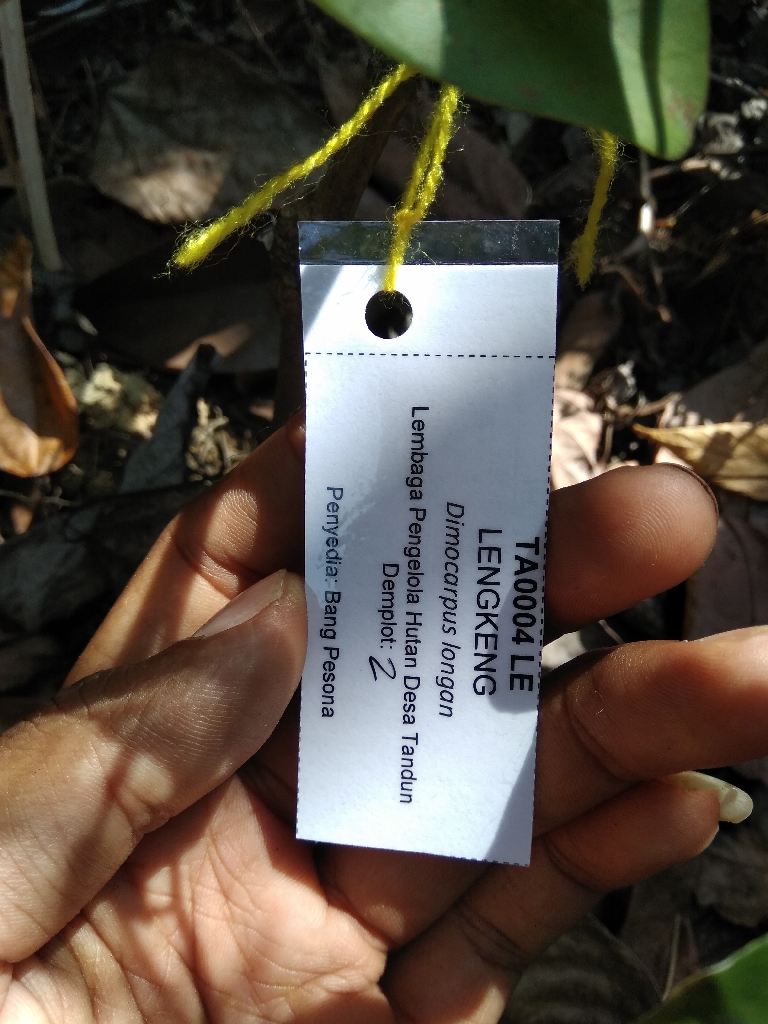 TA0004 LE
LENGKENG
Dimocarpus longan
Lembaga Pengelola Hutan Desa Tandun
Demplot: 2
Penyedia: Bang Pesona